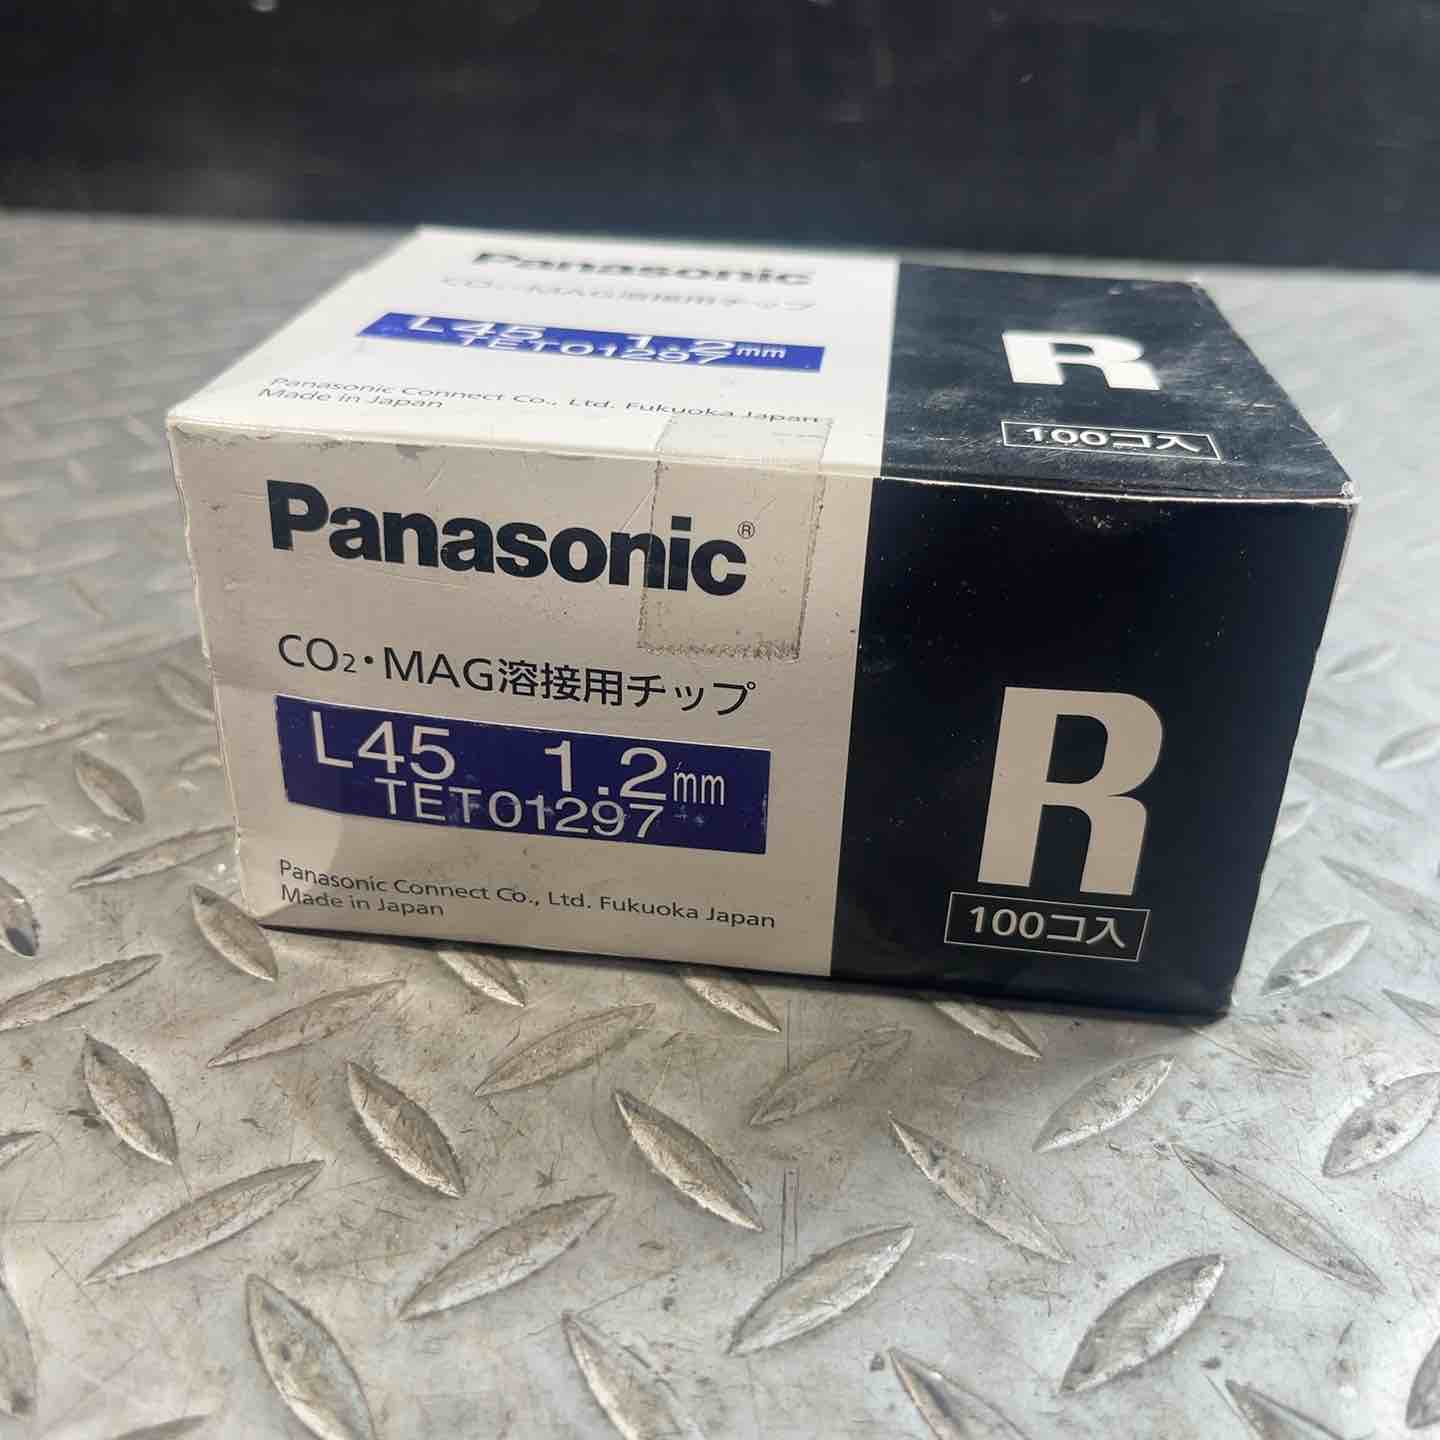 Panasonic
CO₂・MAG溶接用チップ
L45 1.2mm
TET01297
Panasonic Connect Co., Ltd. Fukuoka Japan
Made in Japan
R
100コ入
Panasonic®
CO₂・MAG溶接用チップ
L45 1.2mm
TET01297
Panasonic Connect Co., Ltd. Fukuoka Japan
Made in Japan
R
100コ入